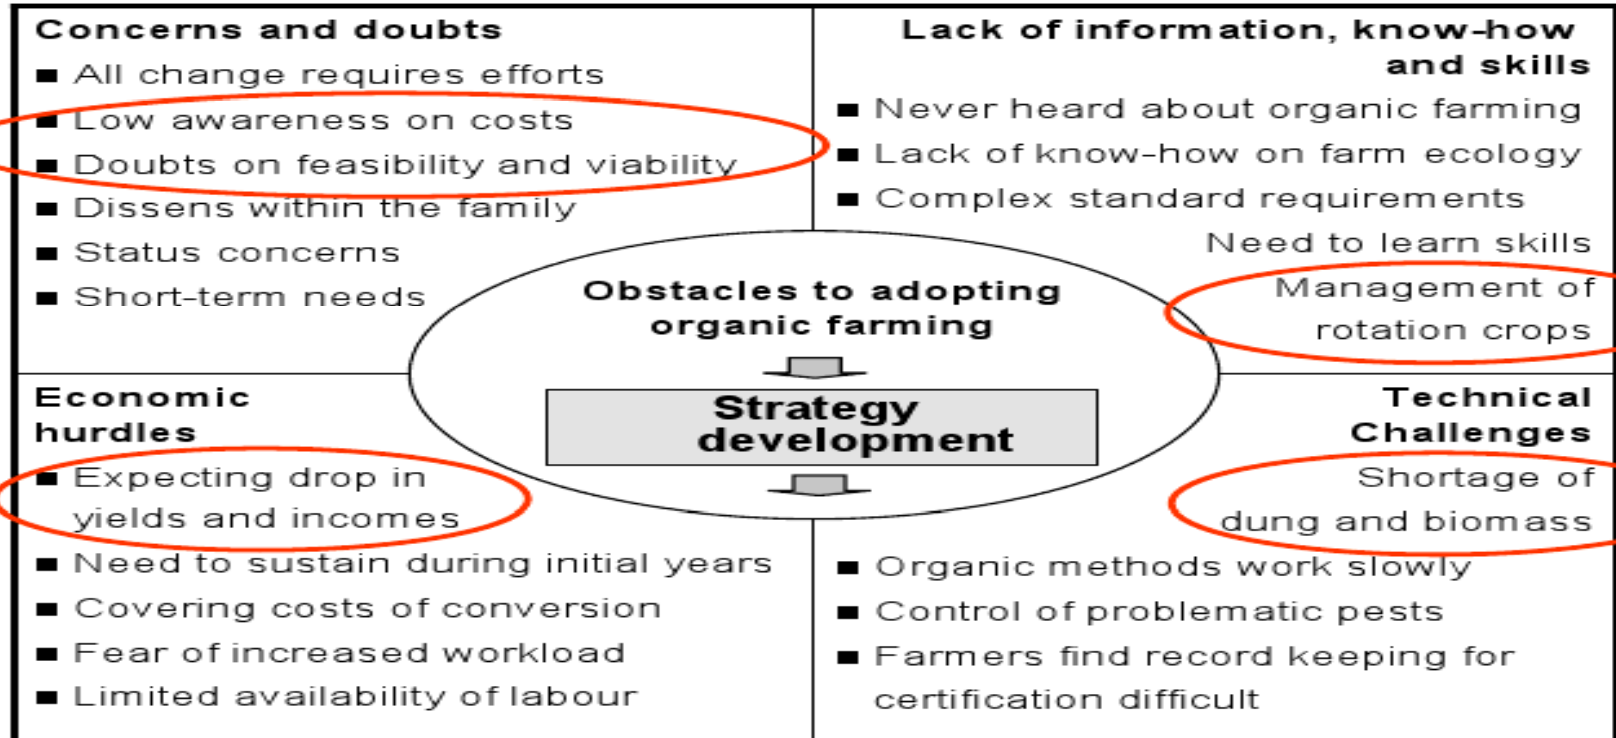 Concerns and doubts
■ All change requires efforts
■ Low awareness on costs
■ Doubts on feasibility and viability
■ Dissens within the family
■ Status concerns
■ Short-term needs
Lack of information, know-how
and skills
■ Never heard about organic farming
■ Lack of know-how on farm ecology
■ Complex standard requirements
Need to learn skills
Management of
rotation crops
Obstacles to adopting
organic farming
Strategy
development
Economic
hurdles
■ Expecting drop in
yields and incomes
■ Need to sustain during initial years
■ Covering costs of conversion
■ Fear of increased workload
■ Limited availability of labour
Technical
Challenges
Shortage of
dung and biomass
■ Organic methods work slowly
■ Control of problematic pests
■ Farmers find record keeping for
certification difficult